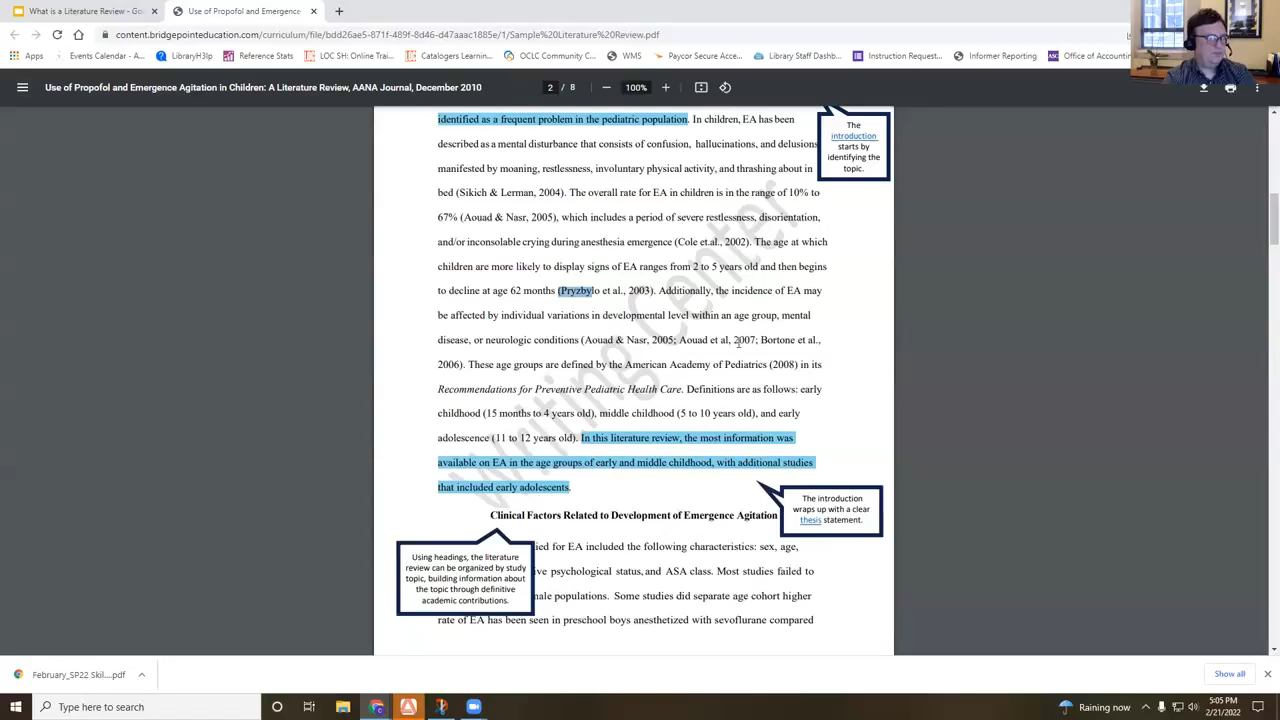 What is a Literature Review - Go
Use of Propofol and Emergence
content.bridgepointeducation.com/curriculum/file/bdd26ae5-871f-489f-8d46-d47aaec1885e/1/Sample%20Literature%20Review.pdf
Apps
Events Calendar - A...
LibraryH3lp
Reference Stats
LOC SH: Online Trai...
Catalogers Learning...
OCLC Community C...
WMS
Paycor Secure Acce...
Library Staff Dashb...
Instruction Request...
Informer Reporting
Office of Accountin
Use of Propofol and Emergence Agitation in Children: A Literature Review, AANA Journal, December 2010
2 / 8
100%
identified as a frequent problem in the pediatric population. In children, EA has been
described as a mental disturbance that consists of confusion, hallucinations, and delusions
manifested by moaning, restlessness, involuntary physical activity, and thrashing about in
bed (Sikich & Lerman, 2004). The overall rate for EA in children is in the range of 10% to
67% (Aouad & Nasr, 2005), which includes a period of severe restlessness, disorientation,
and/or inconsolable crying during anesthesia emergence (Cole et.al., 2002). The age at which
children are more likely to display signs of EA ranges from 2 to 5 years old and then begins
to decline at age 62 months (Pryzbylo et al., 2003). Additionally, the incidence of EA may
be affected by individual variations in developmental level within an age group, mental
disease, or neurologic conditions (Aouad & Nasr, 2005; Aouad et al, 2007; Bortone et al.,
2006). These age groups are defined by the American Academy of Pediatrics (2008) in its
Recommendations for Preventive Pediatric Health Care. Definitions are as follows: early
childhood (15 months to 4 years old), middle childhood (5 to 10 years old), and early
adolescence (11 to 12 years old). In this literature review, the most information was
available on EA in the age groups of early and middle childhood, with additional studies
that included early adolescents.
The
introduction
starts by
identifying the
topic.
The introduction
wraps up with a clear
thesis statement.
Clinical Factors Related to Development of Emergence Agitation
Using headings, the literature
review can be organized by study
topic, building information about
the topic through definitive
academic contributions.
ied for EA included the following characteristics: sex, age,
ive psychological status, and ASA class. Most studies failed to
male populations. Some studies did separate age cohort higher
rate of EA has been seen in preschool boys anesthetized with sevoflurane compared
Writing Center
February_SP22 Skil....pdf
Show all
Type here to search
Raining now
5:05 PM
2/21/2022